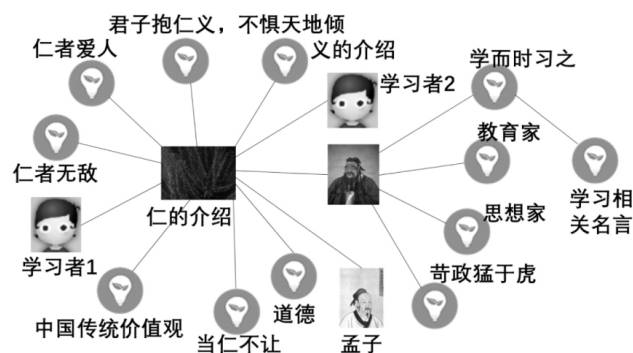 君子抱仁义，不惧天地倾
仁者爱人
义的介绍
学而时习之
学习者2
教育家
仁者无敌
学习相
关名言
仁的介绍
思想家
学习者1
苛政猛于虎
中国传统价值观
道德
当仁不让
孟子